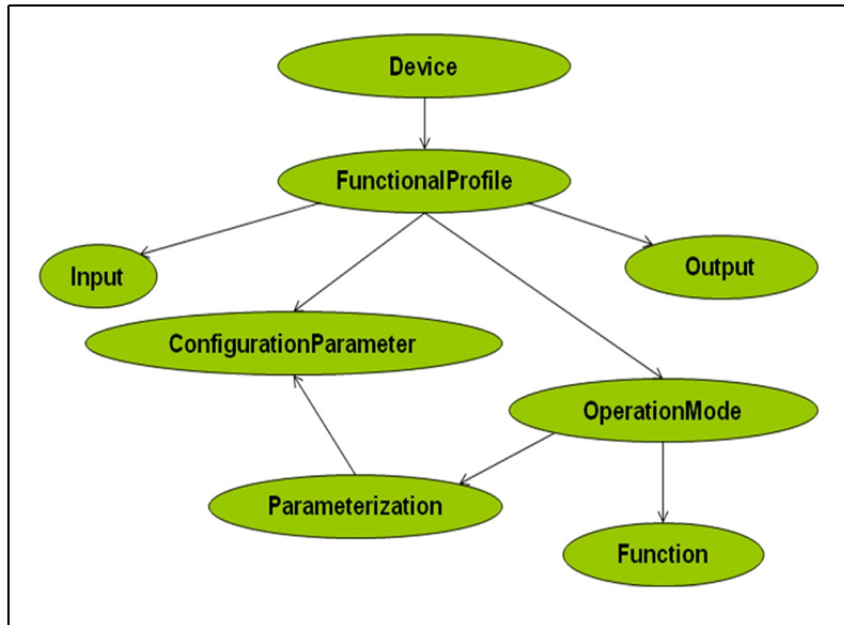 Device
FunctionalProfile
Input
Output
ConfigurationParameter
OperationMode
Parameterization
Function